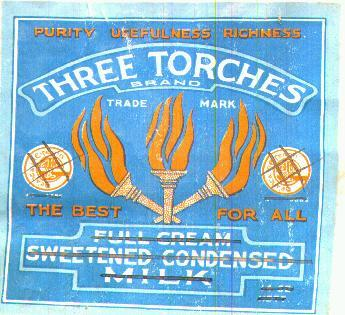 PURITY USEFULNESS RICHNESS
THREE TORCHES
BRAND
TRADE MARK
THE BEST FOR ALL
FULL CREAM
SWEETENED CONDENSED
MILK